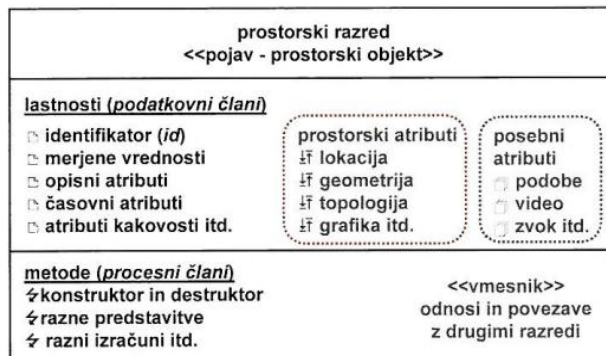 prostorski razred
<<pojav - prostorski objekt>>
lastnosti (podatkovni člani)
identifikator (id)
merjene vrednosti
opisni atributi
časovni atributi
atributi kakovosti itd.
prostorski atributi
lokacija
geometrija
topologija
grafika itd.
posebni
atributi
podobe
video
zvok itd.
metode (procesni člani)
konstruktor in destruktor
razne predstavitve
razni izračuni itd.
<<vmesnik>>
odnosi in povezave
z drugimi razredi